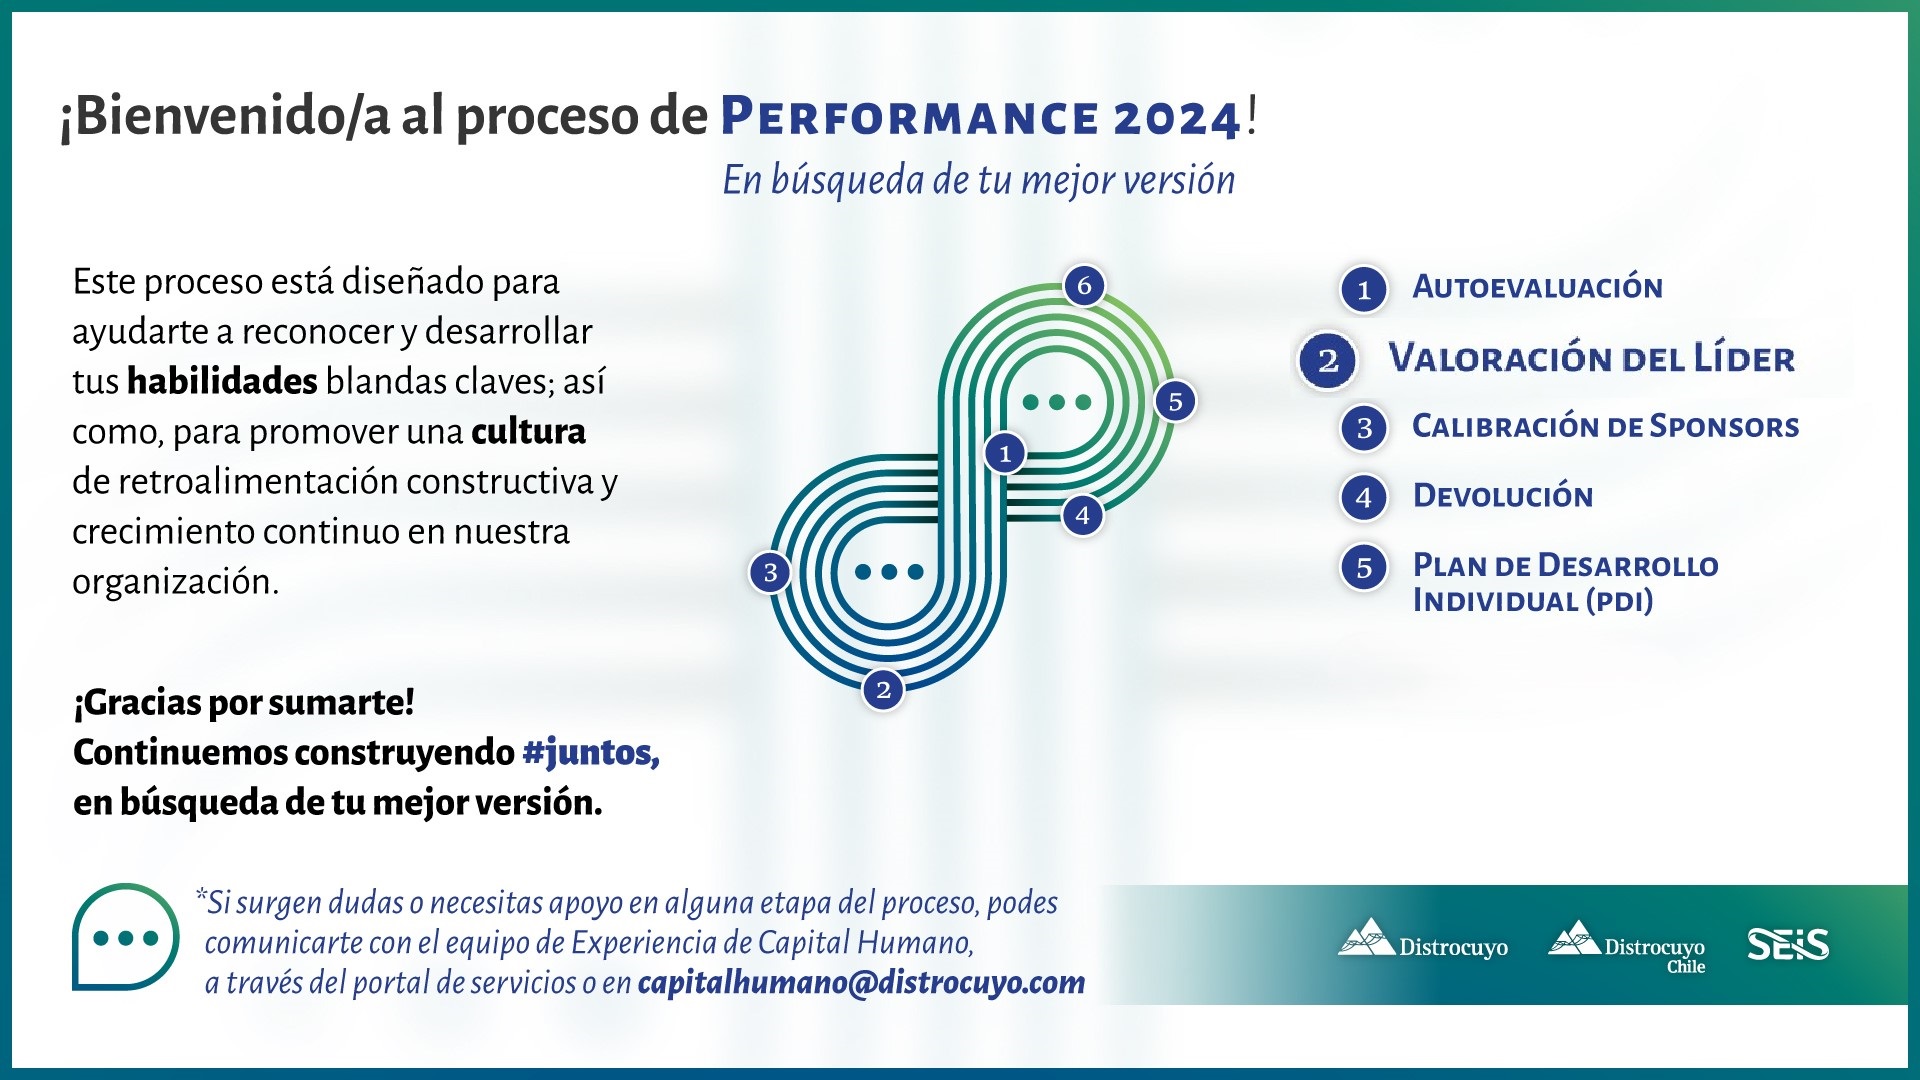 ¡Bienvenido/a al proceso de PERFORMANCE 2024!
En búsqueda de tu mejor versión
Este proceso está diseñado para
ayudarte a reconocer y desarrollar
tus habilidades blandas claves; así
como, para promover una cultura
de retroalimentación constructiva y
crecimiento continuo en nuestra
organización.
¡Gracias por sumarte!
Continuemos construyendo #juntos,
en búsqueda de tu mejor versión.
6
5
1
4
3
2
1 AUTOEVALUACIÓN
2 VALORACIÓN DEL LÍDER
3 CALIBRACIÓN DE SPONSORS
4 DEVOLUCIÓN
5 PLAN DE DESARROLLO
INDIVIDUAL (PDI)
*Si surgen dudas o necesitas apoyo en alguna etapa del proceso, podes
comunicarte con el equipo de Experiencia de Capital Humano,
a través del portal de servicios o en capitalhumano@distrocuyo.com
Distrocuyo
Distrocuyo
Chile
SEiS